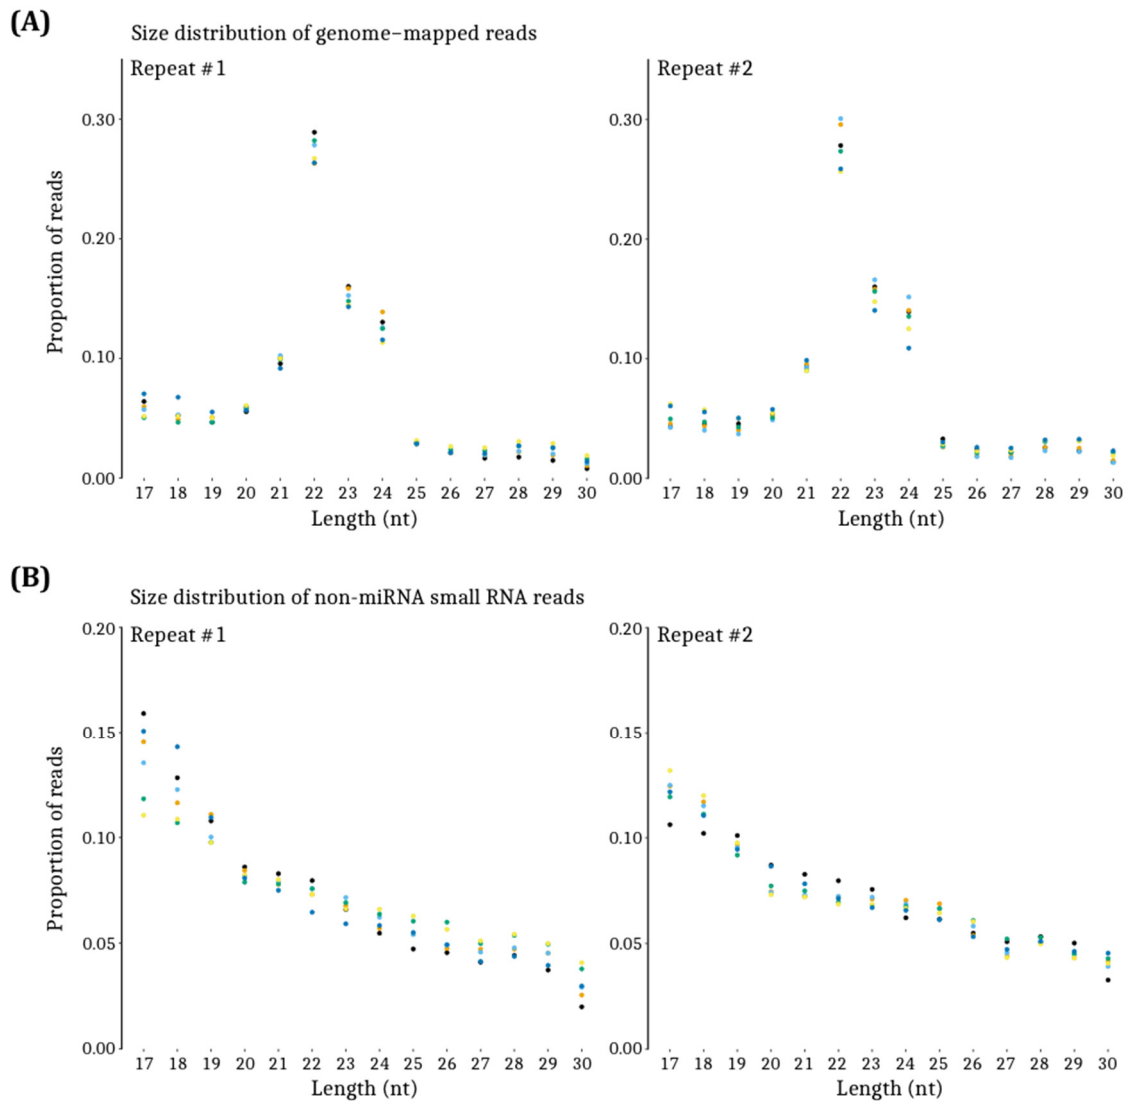 (A)
Size distribution of genome–mapped reads
Repeat #1
Repeat #2
Proportion of reads
0.30
0.20
0.10
0.00
17 18 19 20 21 22 23 24 25 26 27 28 29 30
Length (nt)
0.30
0.20
0.10
0.00
17 18 19 20 21 22 23 24 25 26 27 28 29 30
Length (nt)
(B)
Size distribution of non-miRNA small RNA reads
Repeat #1
Repeat #2
Proportion of reads
0.20
0.15
0.10
0.05
0.00
17 18 19 20 21 22 23 24 25 26 27 28 29 30
Length (nt)
0.20
0.15
0.10
0.05
0.00
17 18 19 20 21 22 23 24 25 26 27 28 29 30
Length (nt)